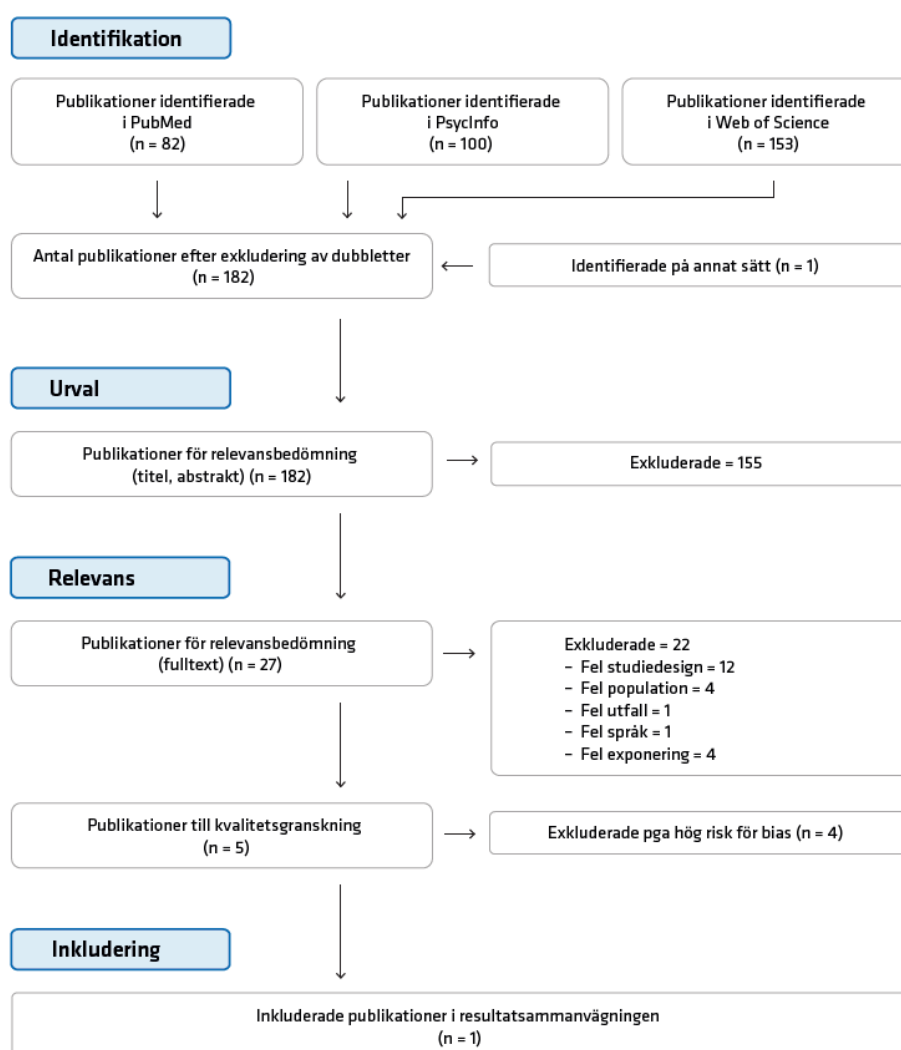 Identifikation
Publikationer identifierade
i PubMed
(n = 82)
Publikationer identifierade
i PsycInfo
(n = 100)
Publikationer identifierade
i Web of Science
(n = 153)
Antal publikationer efter exkludering av dubbletter
(n = 182)
Identifierade på annat sätt (n = 1)
Urval
Publikationer för relevansbedömning
(titel, abstrakt) (n = 182)
Exkluderade = 155
Relevans
Publikationer för relevansbedömning
(fulltext) (n = 27)
Exkluderade = 22
– Fel studiedesign = 12
– Fel population = 4
– Fel utfall = 1
– Fel språk = 1
– Fel exponering = 4
Publikationer till kvalitetsgranskning
(n = 5)
Exkluderade pga hög risk för bias (n = 4)
Inkludering
Inkluderade publikationer i resultatsammanvägningen
(n = 1)